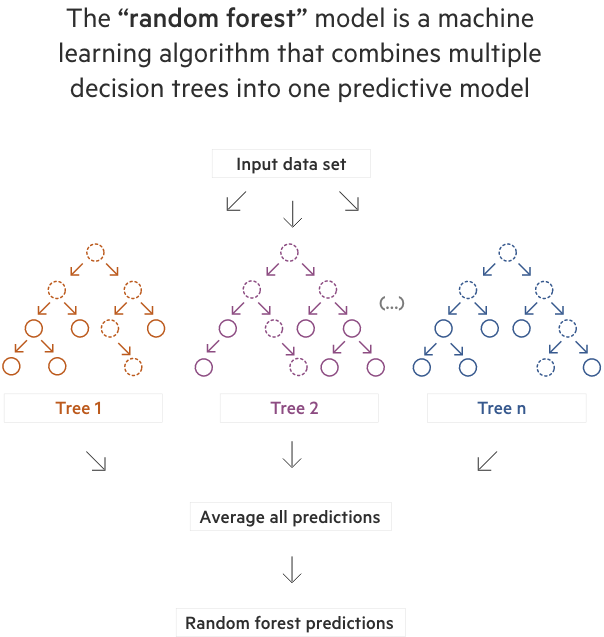 The “random forest” model is a machine
learning algorithm that combines multiple
decision trees into one predictive model
Input data set
(...)
Tree 1
Tree 2
Tree n
Average all predictions
Random forest predictions